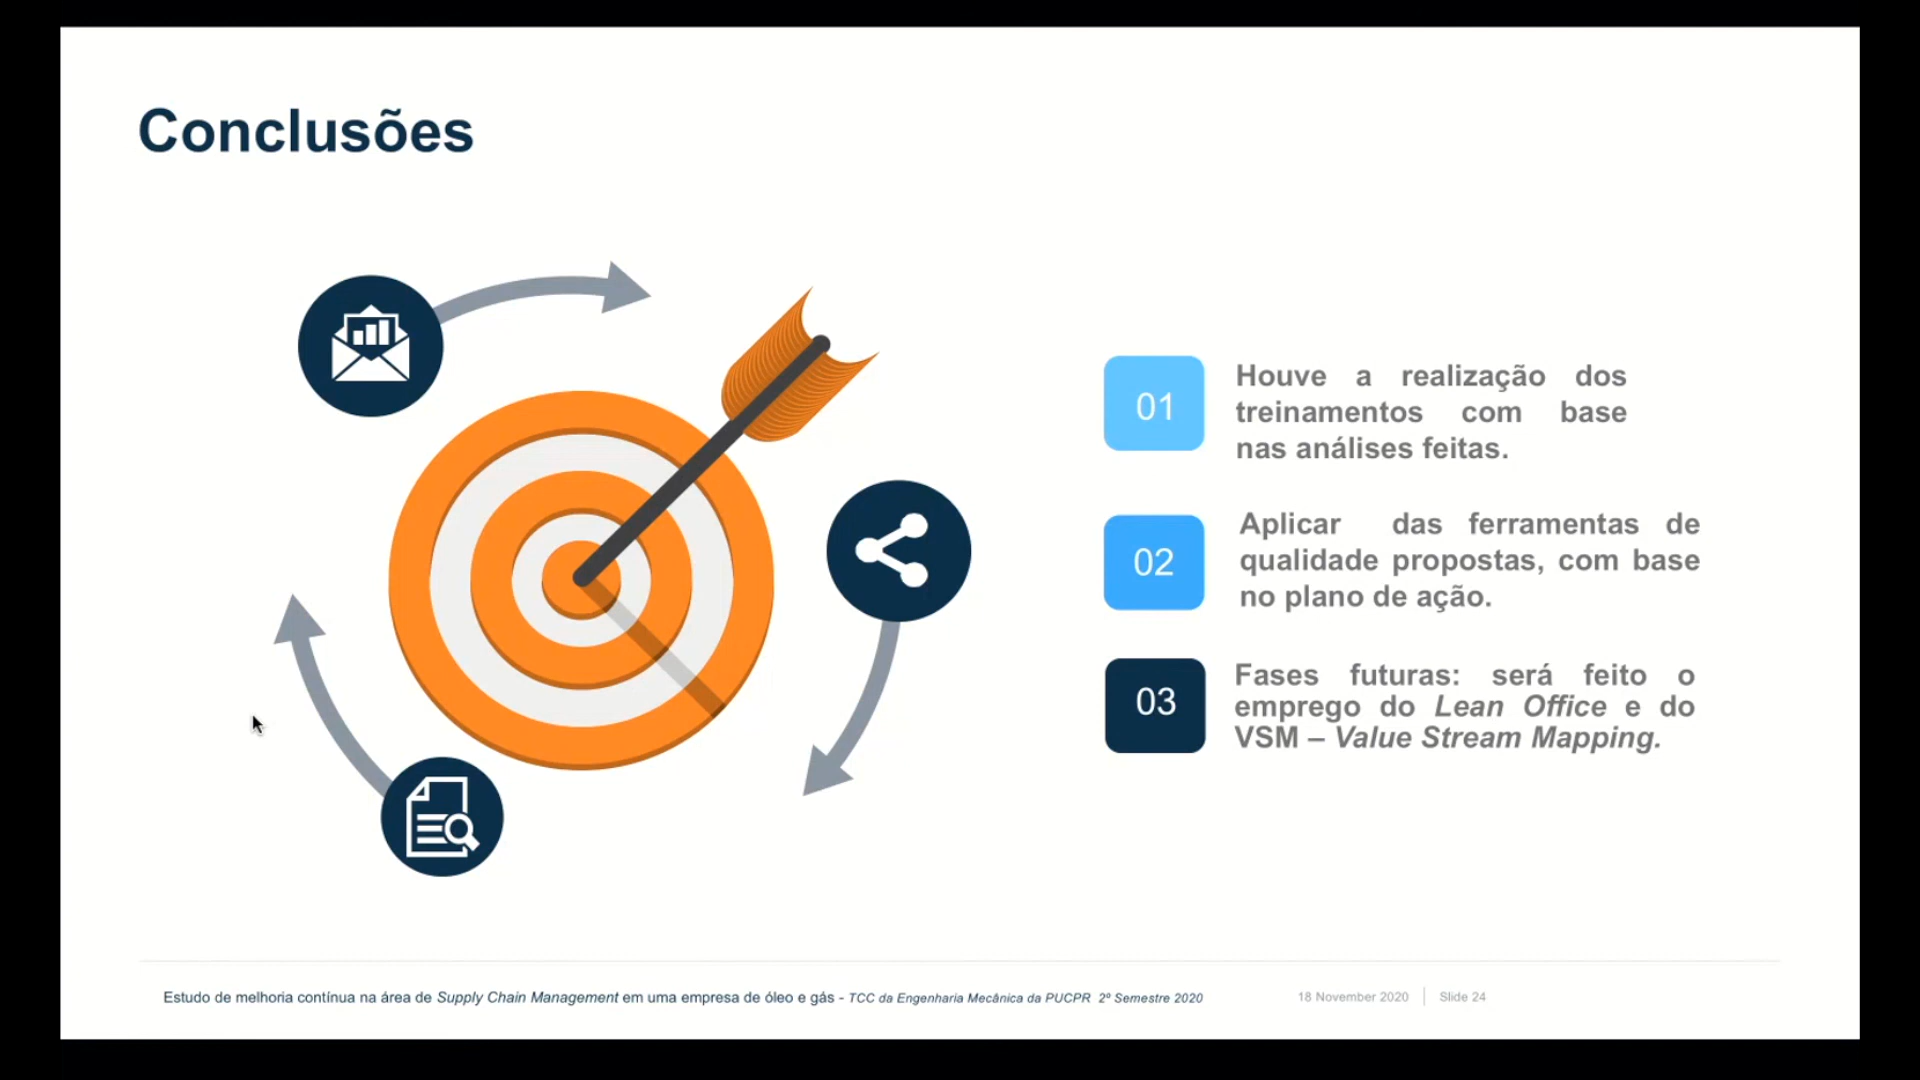 Conclusões
01
Houve a realização dos
treinamentos com base
nas análises feitas.
02
Aplicar das ferramentas de
qualidade propostas, com base
no plano de ação.
03
Fases futuras: será feito o
emprego do Lean Office e do
VSM – Value Stream Mapping.
Estudo de melhoria contínua na área de Supply Chain Management em uma empresa de óleo e gás - TCC da Engenharia Mecânica da PUCPR 2º Semestre 2020
18 November 2020 | Slide 24